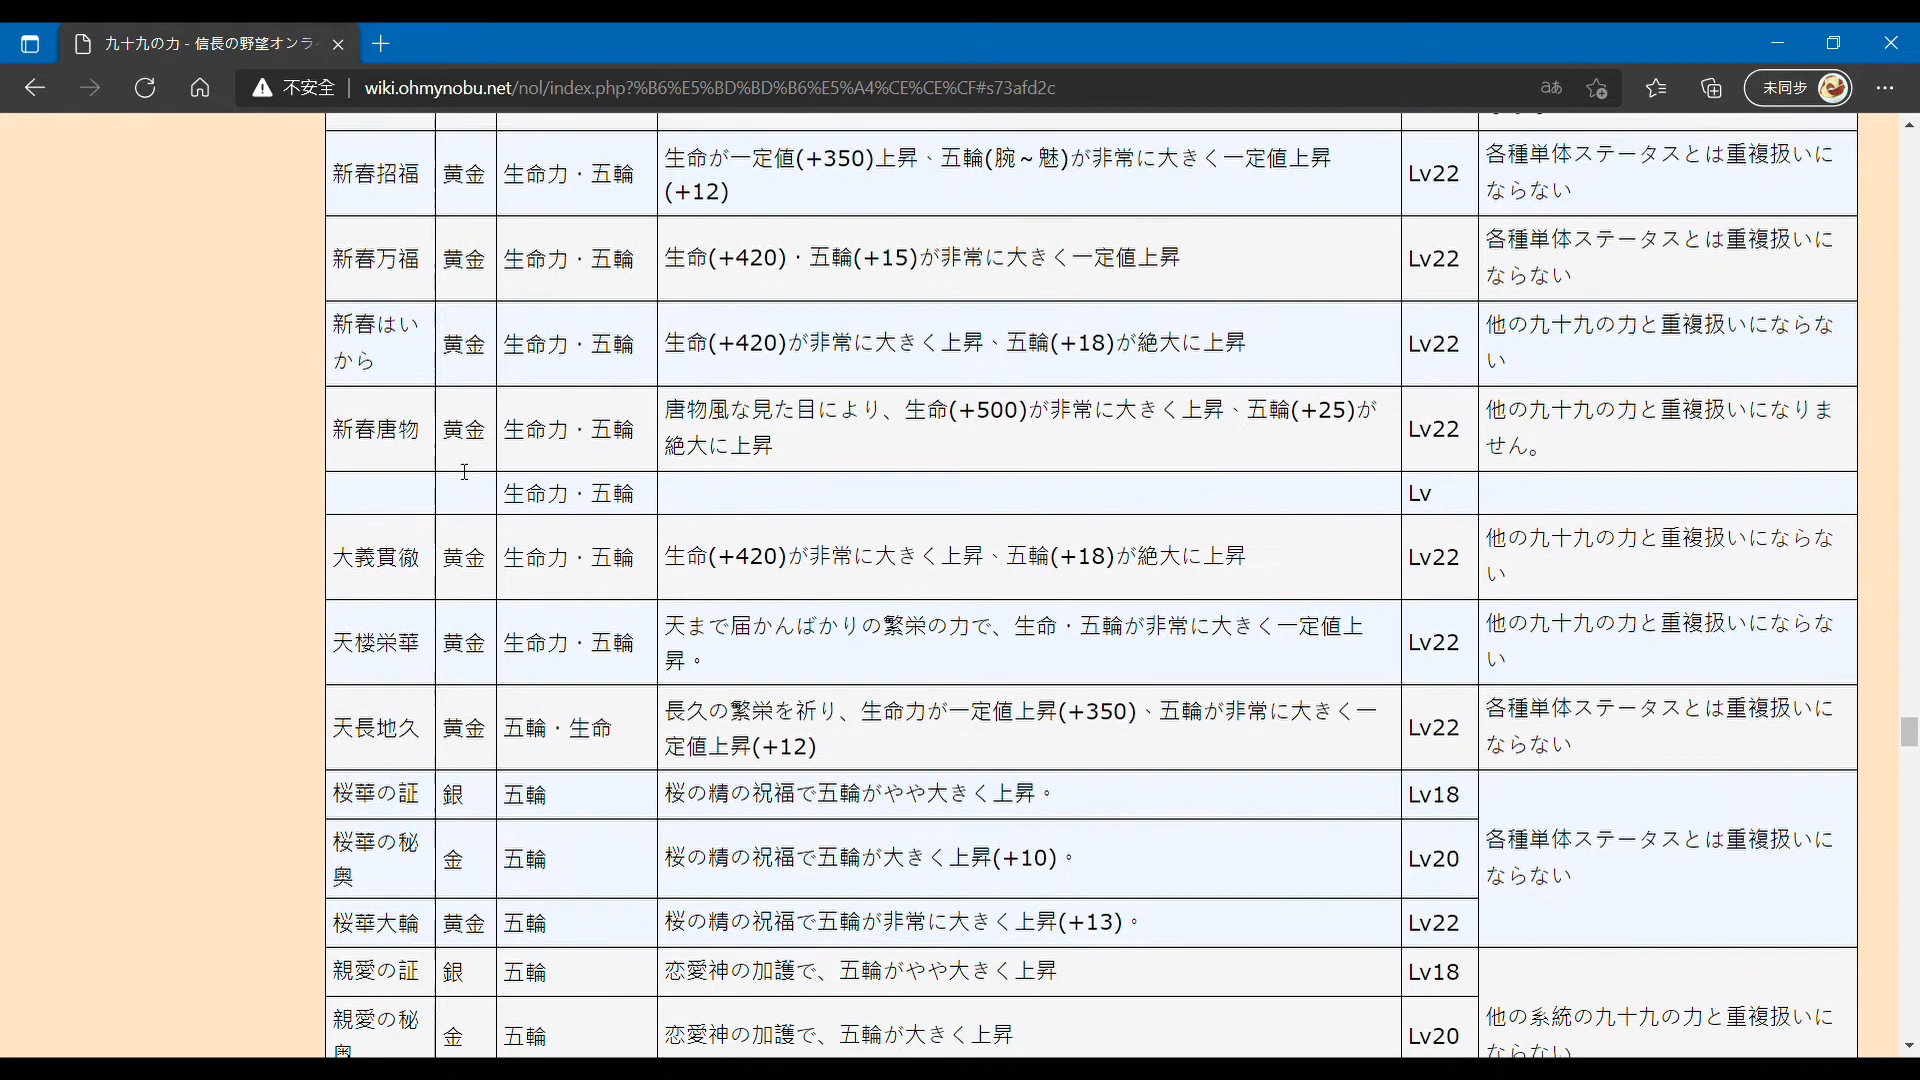 九十九の力 - 信長の野望オンラ
不安全
wiki.ohmynobu.net/nol/index.php?%B6%E5%BD%BD%B6%E5%A4%CE%CE%CF#s73afd2c
aあ
未同步
新春招福 黄金 生命力・五輪 生命が一定値(+350)上昇、五輪(腕～魅)が非常に大きく一定値上昇
(+12)
Lv22 各種単体ステータスとは重複扱いに
ならない
新春万福 黄金 生命力・五輪 生命(+420)・五輪(+15)が非常に大きく一定値上昇 Lv22 各種単体ステータスとは重複扱いに
ならない
新春はい
から
黄金 生命力・五輪 生命(+420)が非常に大きく上昇、五輪(+18)が絶大に上昇 Lv22 他の九十九の力と重複扱いにならな
い
新春唐物 黄金 生命力・五輪 唐物風な見た目により、生命(+500)が非常に大きく上昇、五輪(+25)が
絶大に上昇
Lv22 他の九十九の力と重複扱いになりま
せん。
生命力・五輪 Lv
大義貫徹 黄金 生命力・五輪 生命(+420)が非常に大きく上昇、五輪(+18)が絶大に上昇 Lv22 他の九十九の力と重複扱いにならな
い
天楼栄華 黄金 生命力・五輪 天まで届かんばかりの繁栄の力で、生命・五輪が非常に大きく一定値上
昇。
Lv22 他の九十九の力と重複扱いにならな
い
天長地久 黄金 五輪・生命 長久の繁栄を祈り、生命力が一定値上昇(+350)、五輪が非常に大きく一
定値上昇(+12)
Lv22 各種単体ステータスとは重複扱いに
ならない
桜華の証 銀 五輪 桜の精の祝福で五輪がやや大きく上昇。 Lv18
桜華の秘
奥
金 五輪 桜の精の祝福で五輪が大きく上昇(+10)。 Lv20 各種単体ステータスとは重複扱いに
ならない
桜華大輪 黄金 五輪 桜の精の祝福で五輪が非常に大きく上昇(+13)。 Lv22
親愛の証 銀 五輪 恋愛神の加護で、五輪がやや大きく上昇 Lv18
親愛の秘
奥
金 五輪 恋愛神の加護で、五輪が大きく上昇 Lv20 他の系統の九十九の力と重複扱いに
ならない